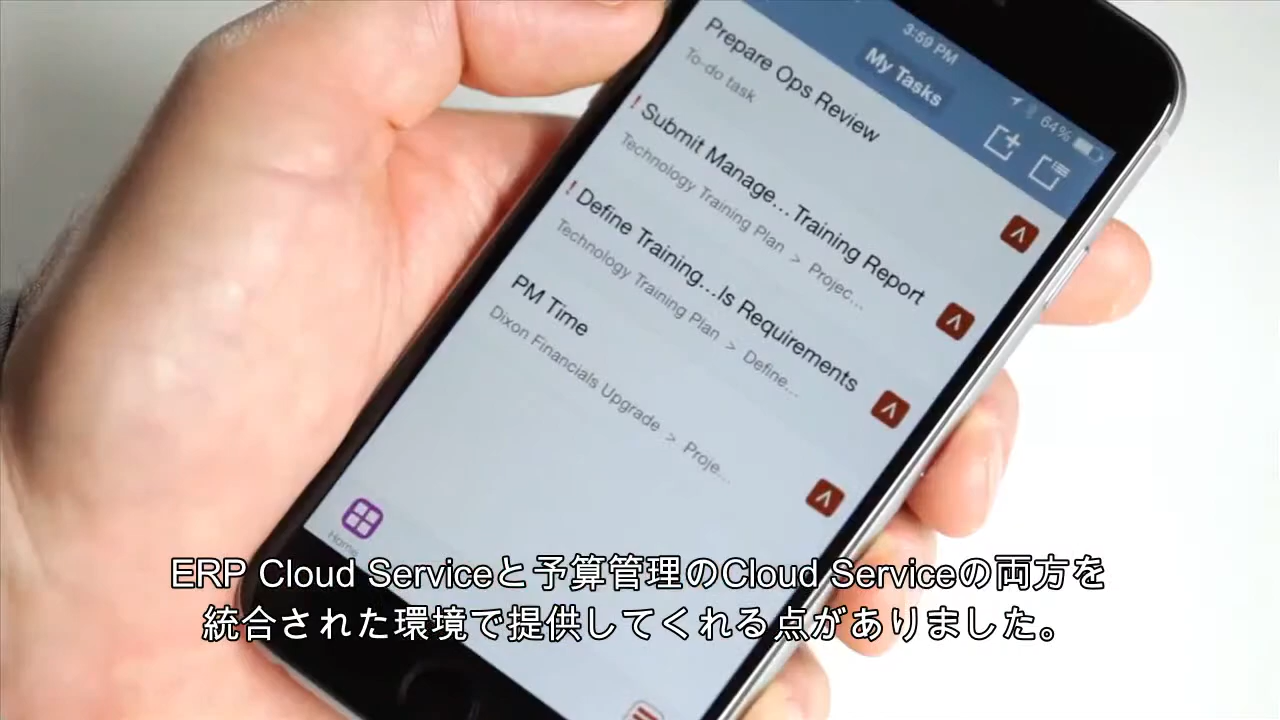 3:59 PM
64%
My Tasks
Prepare Ops Review
To-do task
! Submit Manage...Training Report
Technology Training Plan > Projec...
! Define Training...ls Requirements
Technology Training Plan > Define...
PM Time
Dixon Financials Upgrade > Proje...
Home
ERP Cloud Serviceと予算管理のCloud Serviceの両方を
統合された環境で提供してくれる点がありました。